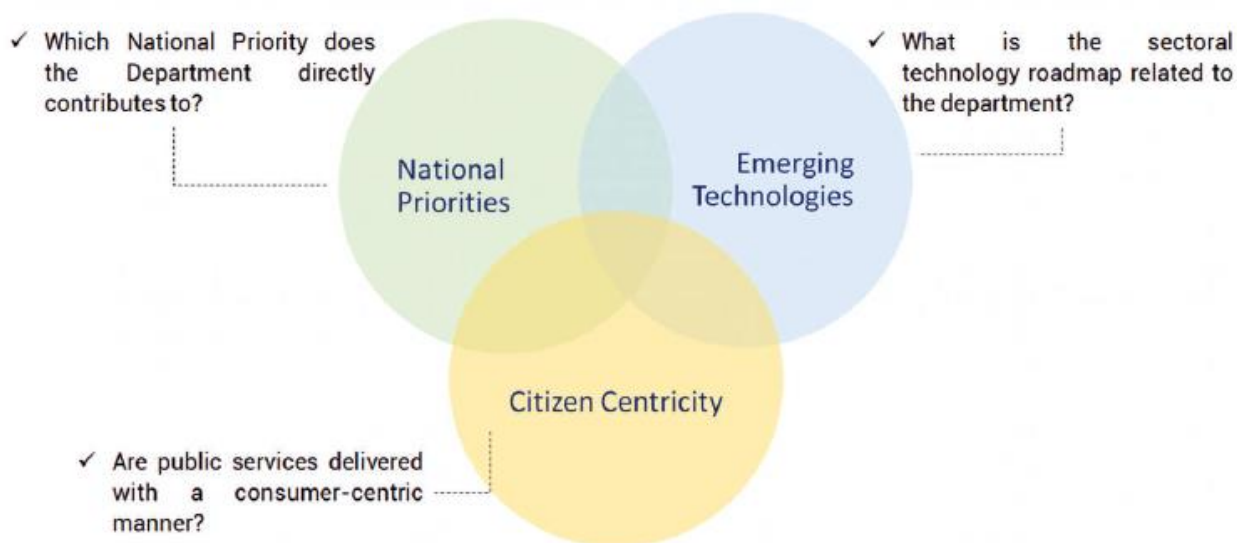 ✓ Which National Priority does
the Department directly
contributes to?
✓ What is the sectoral
technology roadmap related to
the department?
National
Priorities
Emerging
Technologies
Citizen Centricity
✓ Are public services delivered
with a consumer-centric
manner?